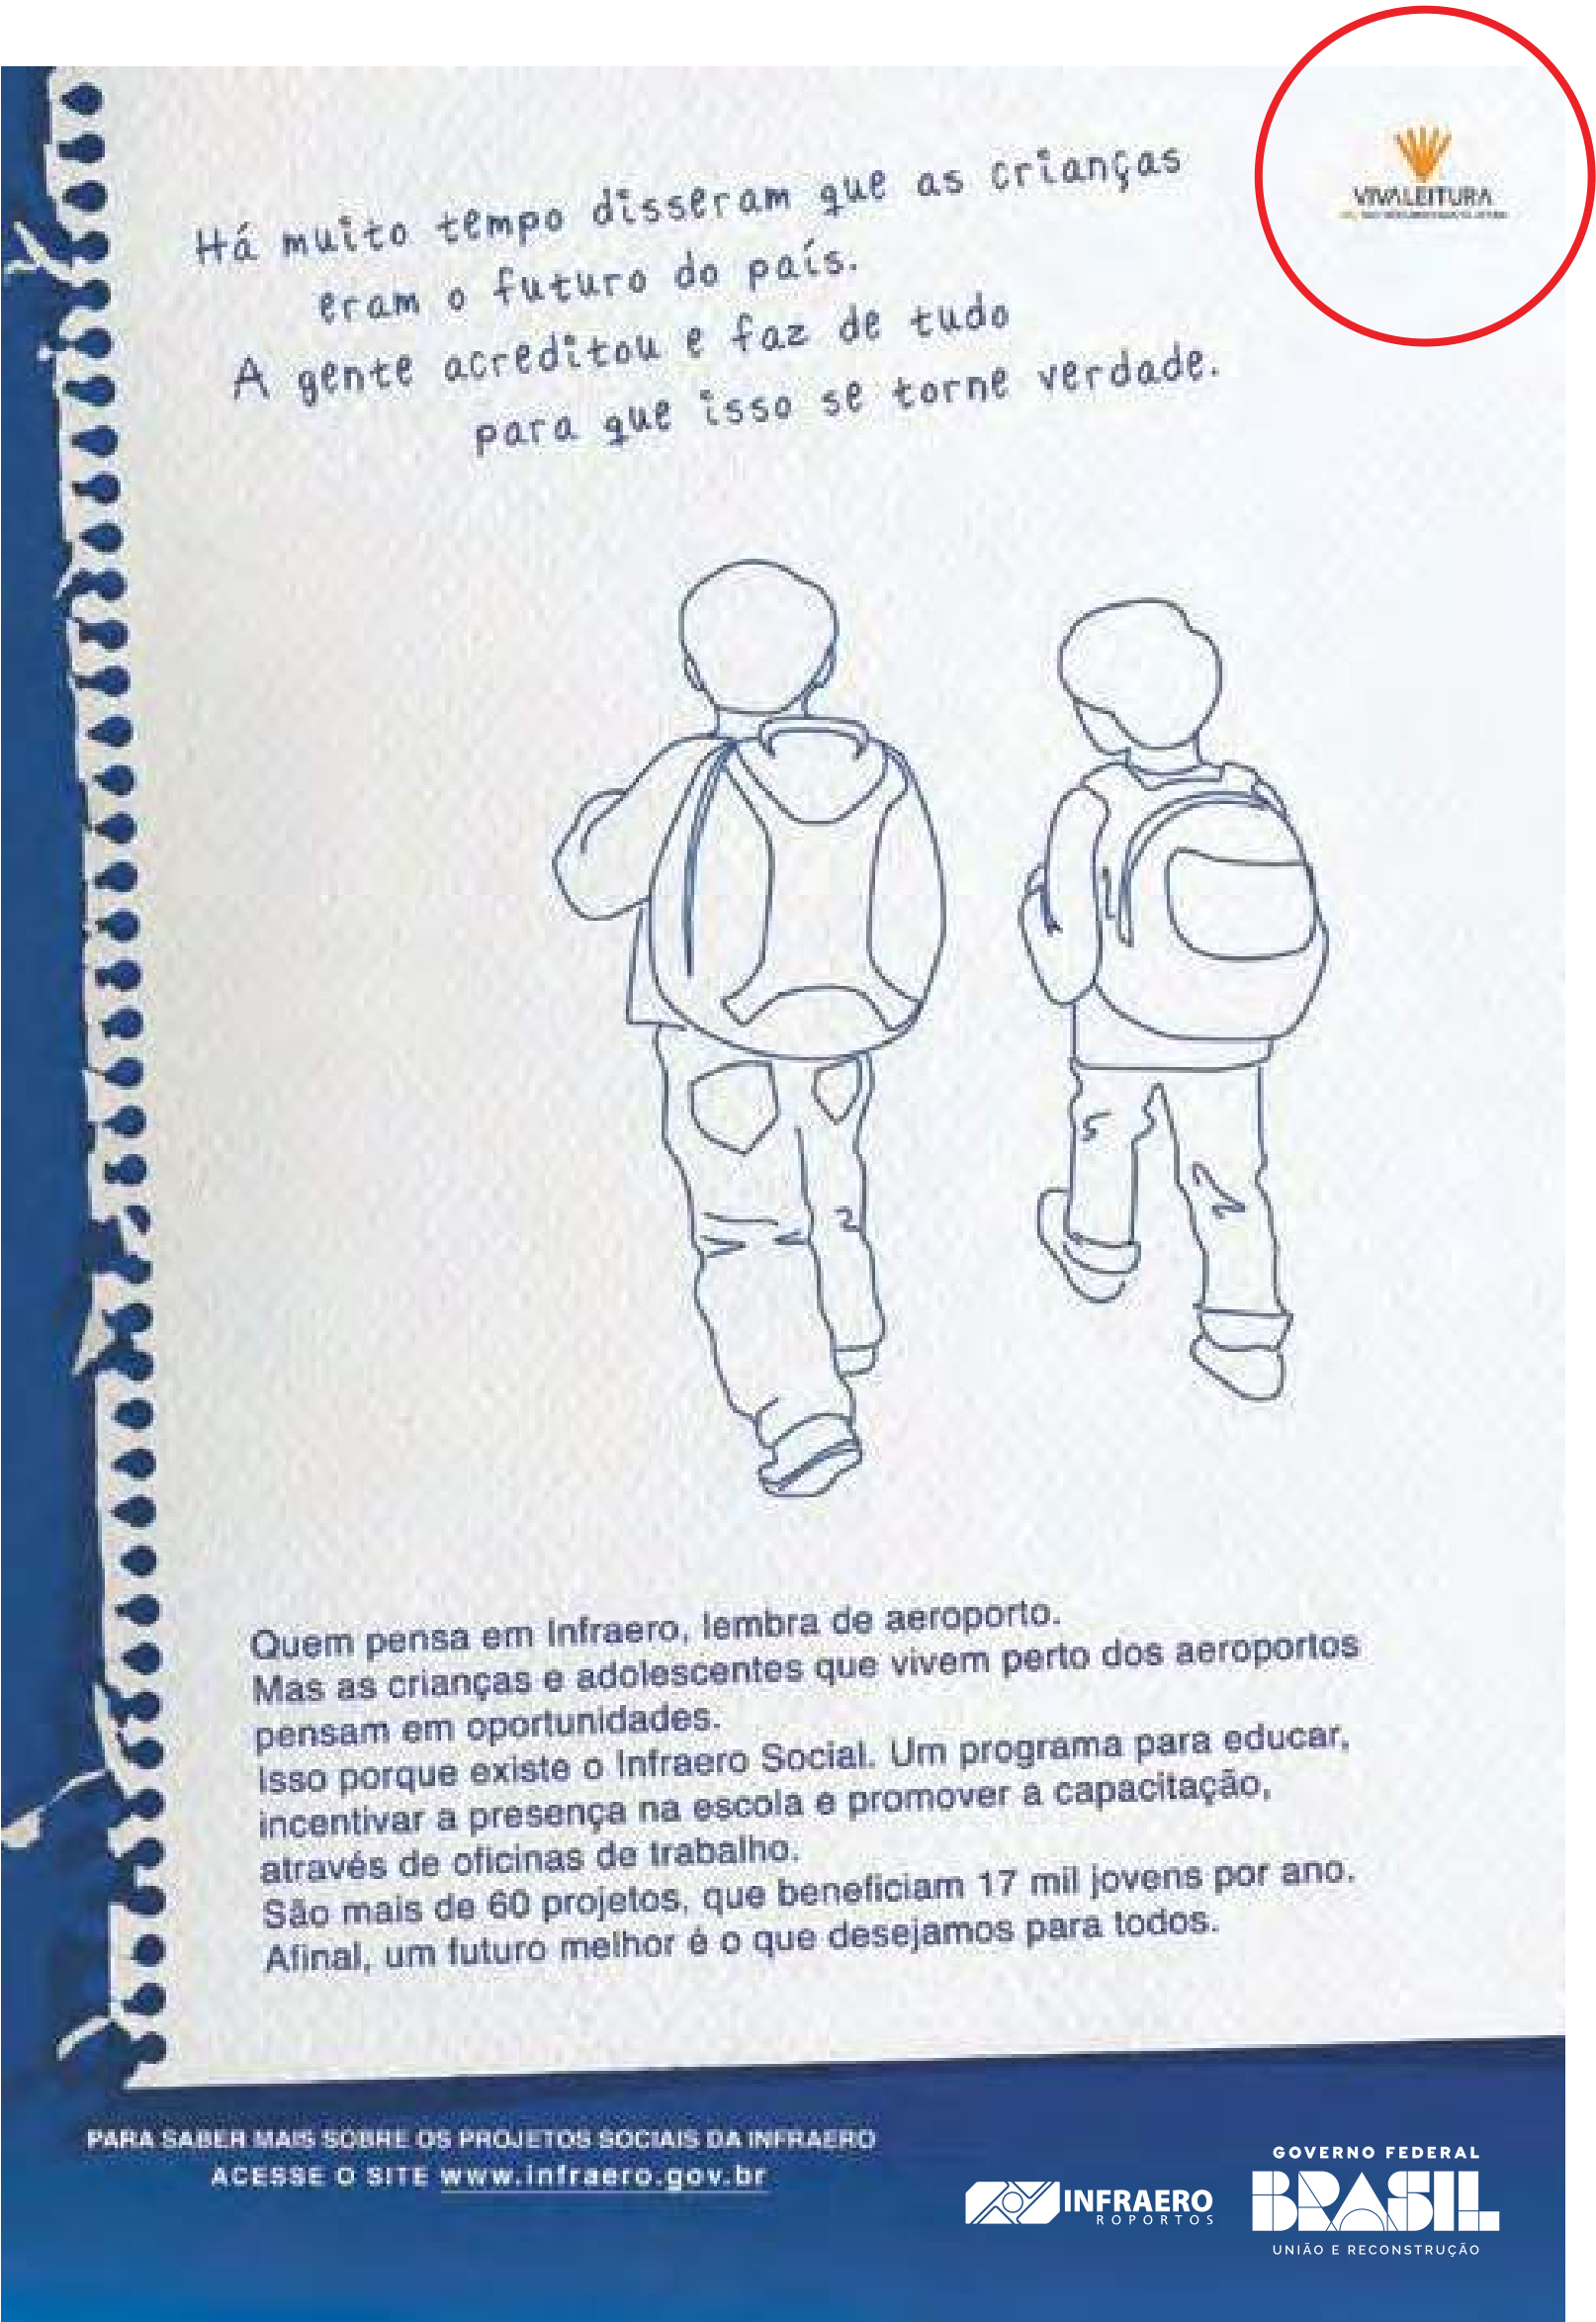 VIVALEITURA
Há muito tempo disseram que as crianças
eram o futuro do país.
A gente acreditou e faz de tudo
para que isso se torne verdade.
Quem pensa em Infraero, lembra de aeroporto.
Mas as crianças e adolescentes que vivem perto dos aeroportos
pensam em oportunidades.
Isso porque existe o Infraero Social. Um programa para educar,
incentivar a presença na escola e promover a capacitação,
através de oficinas de trabalho.
São mais de 60 projetos, que beneficiam 17 mil jovens por ano.
Afinal, um futuro melhor é o que desejamos para todos.
PARA SABER MAIS SOBRE OS PROJETOS SOCIAIS DA INFRAERO
ACESSE O SITE www.infraero.gov.br
INFRAERO
ROPORTOS
GOVERNO FEDERAL
BRASIL
UNIÃO E RECONSTRUÇÃO